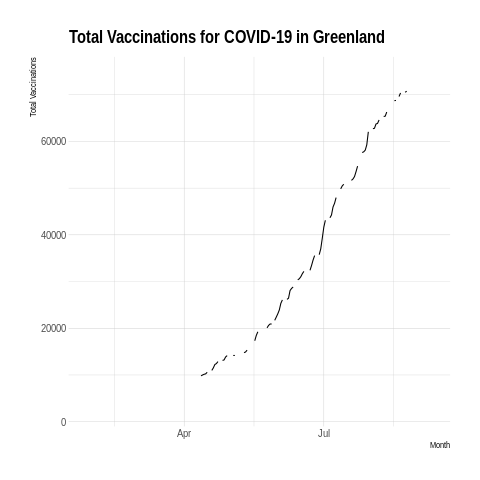 Total Vaccinations for COVID-19 in Greenland
Total Vaccinations
60000
40000
20000
0
Apr
Jul
Month